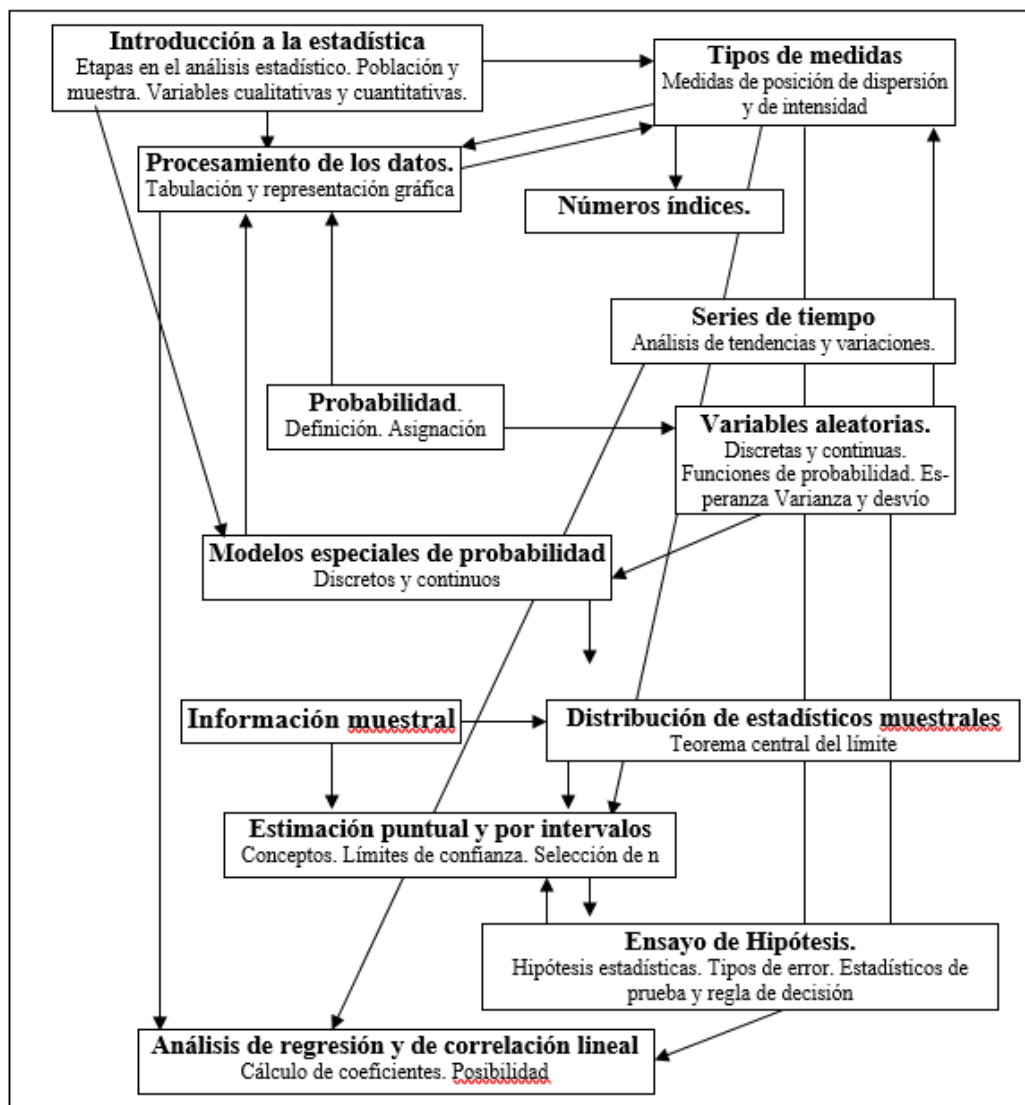 Introducción a la estadística
Etapas en el análisis estadístico. Población y
muestra. Variables cualitativas y cuantitativas.
Tipos de medidas
Medidas de posición de dispersión
y de intensidad
Procesamiento de los datos.
Tabulación y representación gráfica
Números índices.
Series de tiempo
Análisis de tendencias y variaciones.
Probabilidad.
Definición. Asignación
Variables aleatorias.
Discretas y continuas.
Funciones de probabilidad. Es-
peranza Varianza y desvío
Modelos especiales de probabilidad
Discretos y continuos
Información muestral
Distribución de estadísticos muestrales
Teorema central del límite
Estimación puntual y por intervalos
Conceptos. Límites de confianza. Selección de n
Ensayo de Hipótesis.
Hipótesis estadísticas. Tipos de error. Estadísticos de
prueba y regla de decisión
Análisis de regresión y de correlación lineal
Cálculo de coeficientes. Posibilidad